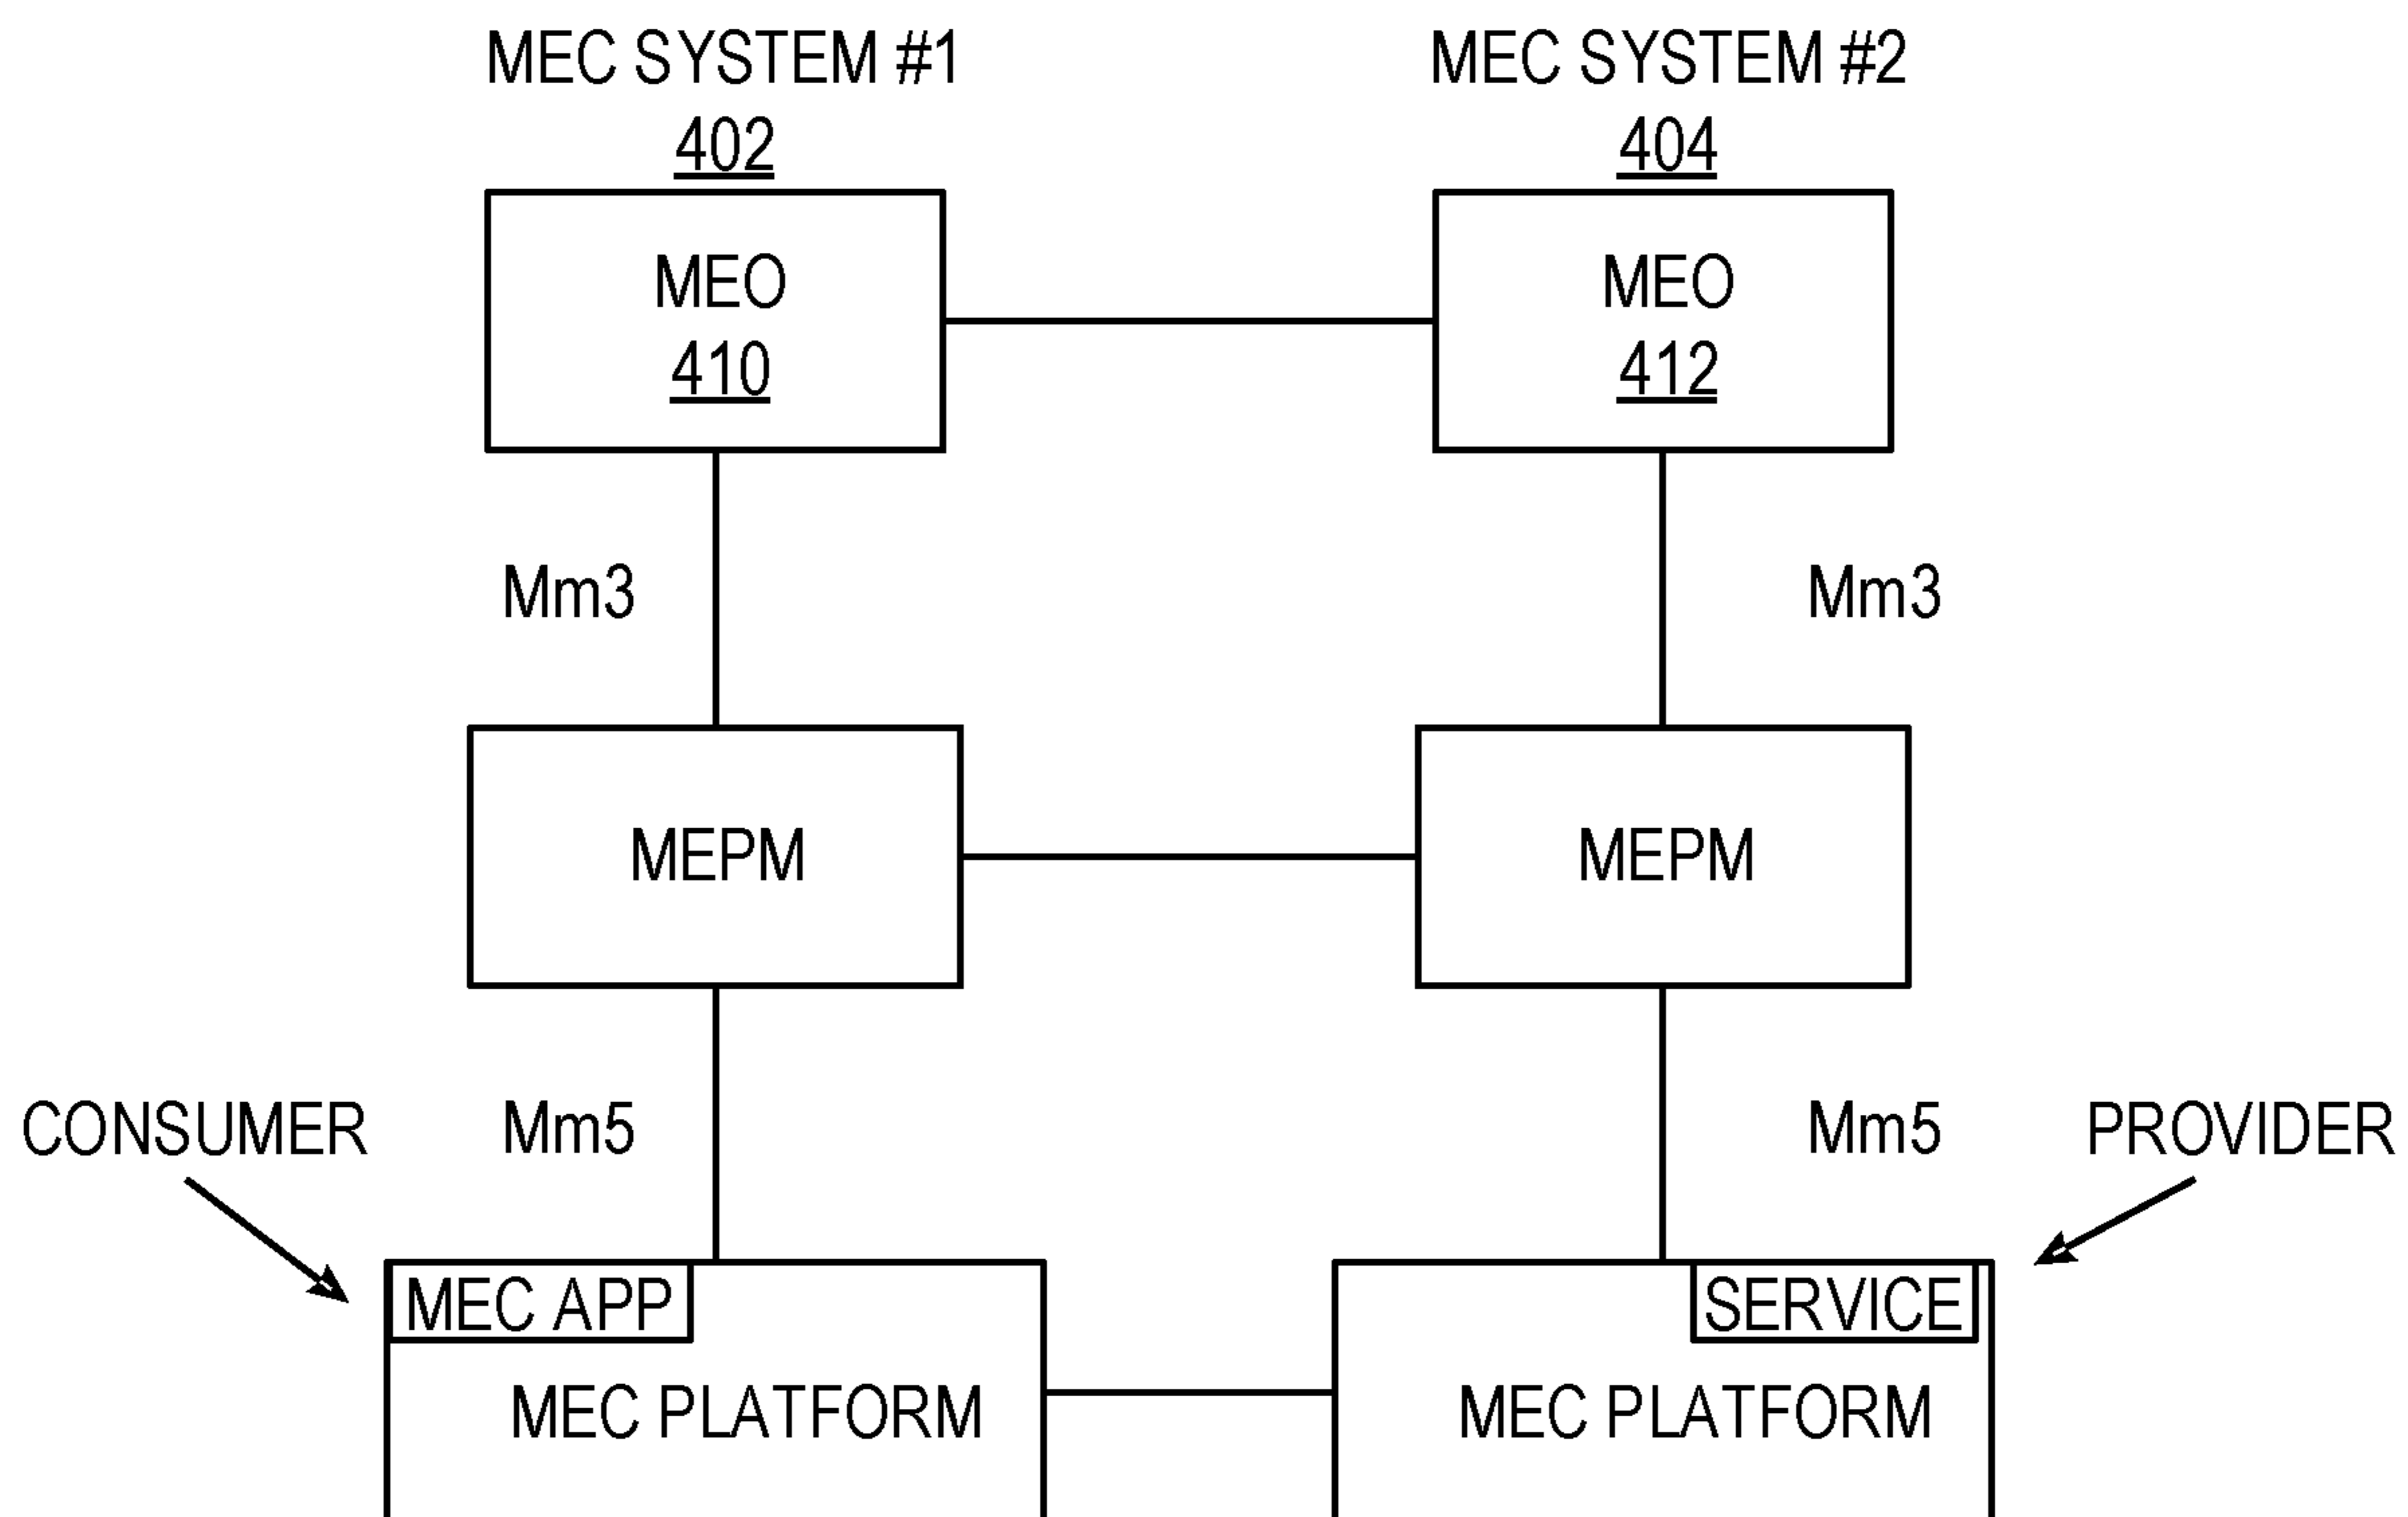 MEC SYSTEM #1
402
MEC SYSTEM #2
404
MEO
410
MEO
412
Mm3
Mm3
MEPM
MEPM
CONSUMER
Mm5
Mm5
PROVIDER
MEC APP
SERVICE
MEC PLATFORM
MEC PLATFORM